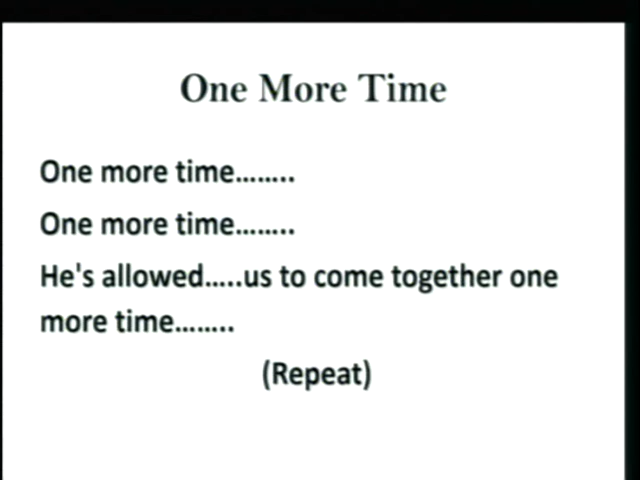 One More Time
One more time........
One more time........
He's allowed.....us to come together one
more time........
(Repeat)